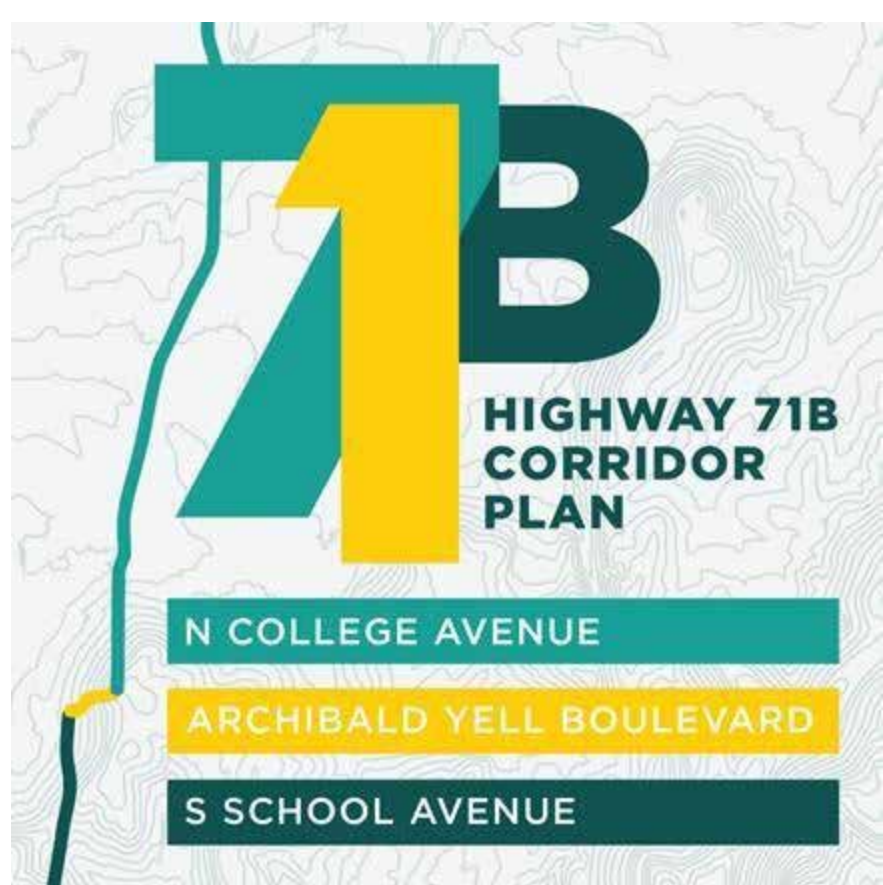 71B
HIGHWAY 71B
CORRIDOR
PLAN
N COLLEGE AVENUE
ARCHIBALD YELL BOULEVARD
S SCHOOL AVENUE